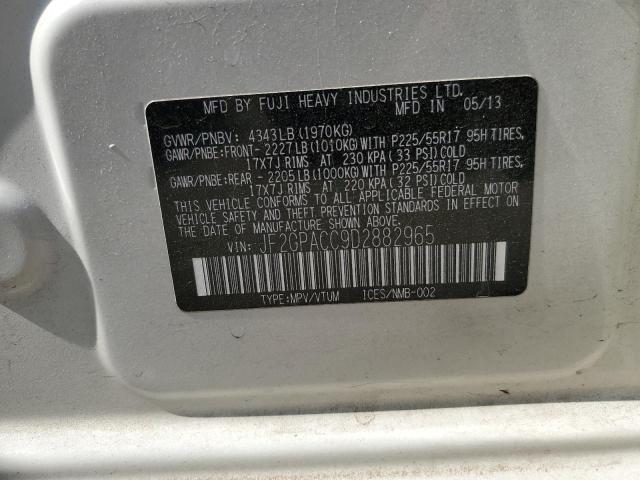 MFD BY FUJI HEAVY INDUSTRIES LTD.
MFD IN 05/13
GVWR/PNBV: 4343LB(1970KG)
GAWR/PNBE:FRONT- 2227LB(1010KG)WITH P225/55R17 95H TIRES,
17X7J RIMS AT 230 KPA(33 PSI)COLD
GAWR/PNBE:REAR - 2205LB(1000KG)WITH P225/55R17 95H TIRES,
17X7J RIMS AT 220 KPA(32 PSI)COLD
THIS VEHICLE CONFORMS TO ALL APPLICABLE FEDERAL MOTOR
VEHICLE SAFETY AND THEFT PREVENTION STANDARDS IN EFFECT ON
THE DATE OF MANUFACTURE SHOWN ABOVE.
VIN: JF2GPACC9D2882965
TYPE:MPV/VTUM ICES/NMB-002